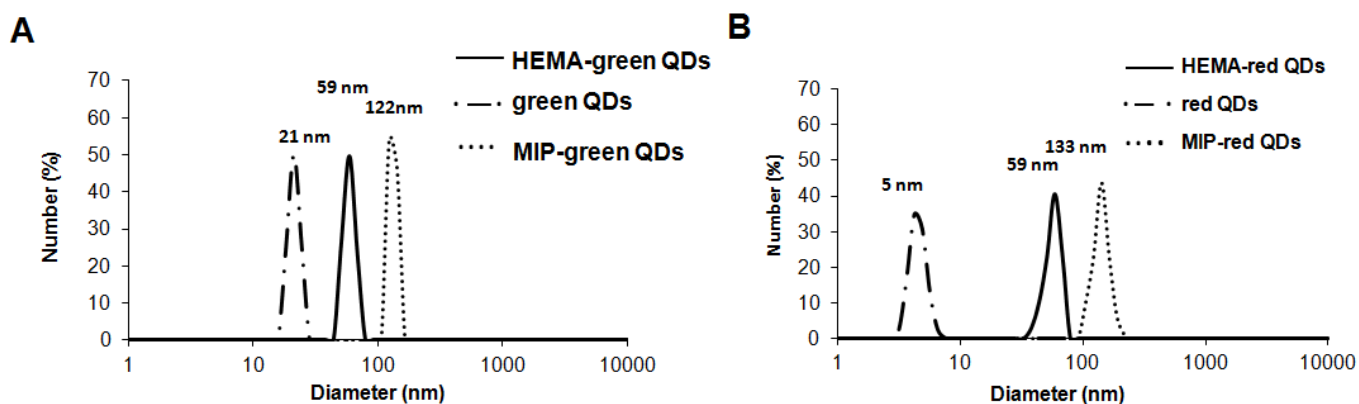 A
HEMA-green QDs
green QDs
MIP-green QDs
59 nm
122nm
21 nm
70
60
50
40
30
20
10
0
Number (%)
1
10
100
1000
10000
Diameter (nm)
B
HEMA-red QDs
red QDs
MIP-red QDs
133 nm
59 nm
5 nm
70
60
50
40
30
20
10
0
Number (%)
1
10
100
1000
10000
Diameter (nm)